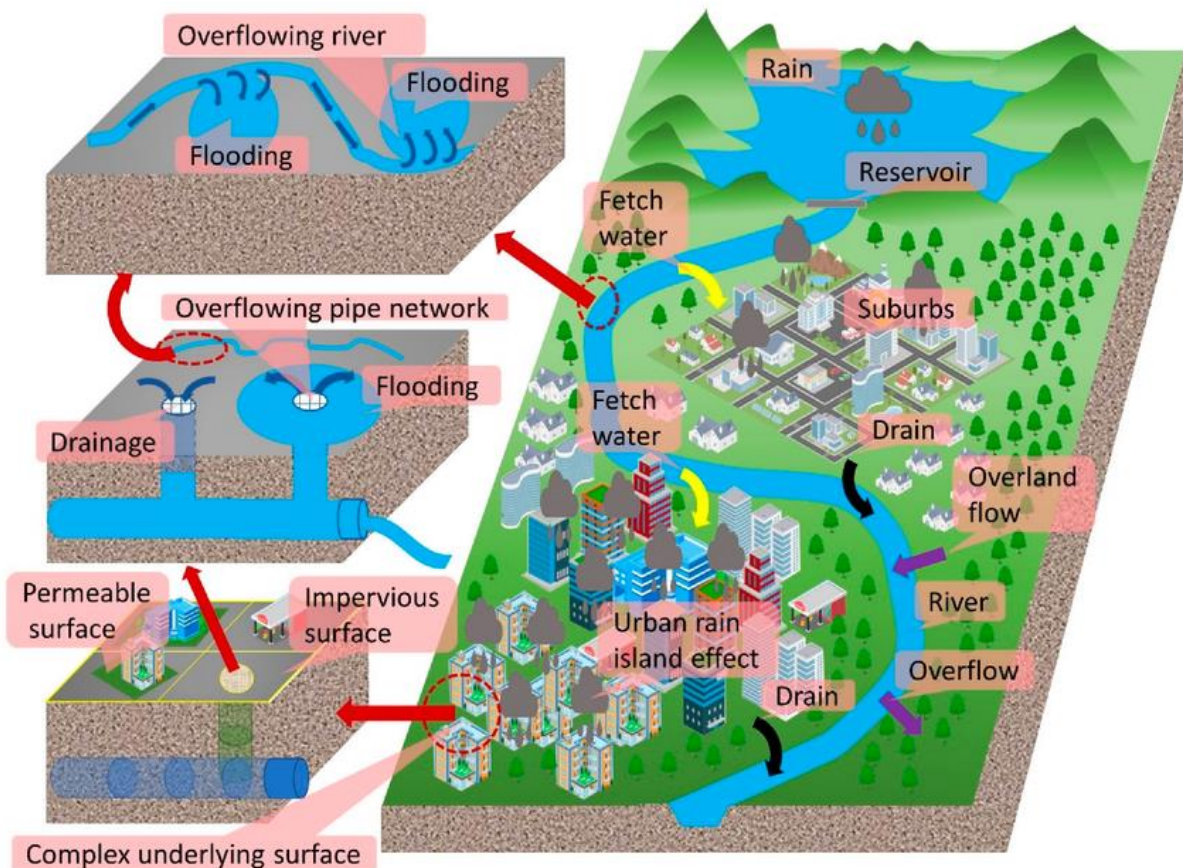 Overflowing river
Flooding
Flooding
Overflowing pipe network
Flooding
Drainage
Permeable
surface
Impervious
surface
Complex underlying surface
Rain
Reservoir
Fetch
water
Suburbs
Fetch
water
Drain
Overland
flow
River
Urban rain
island effect
Overflow
Drain